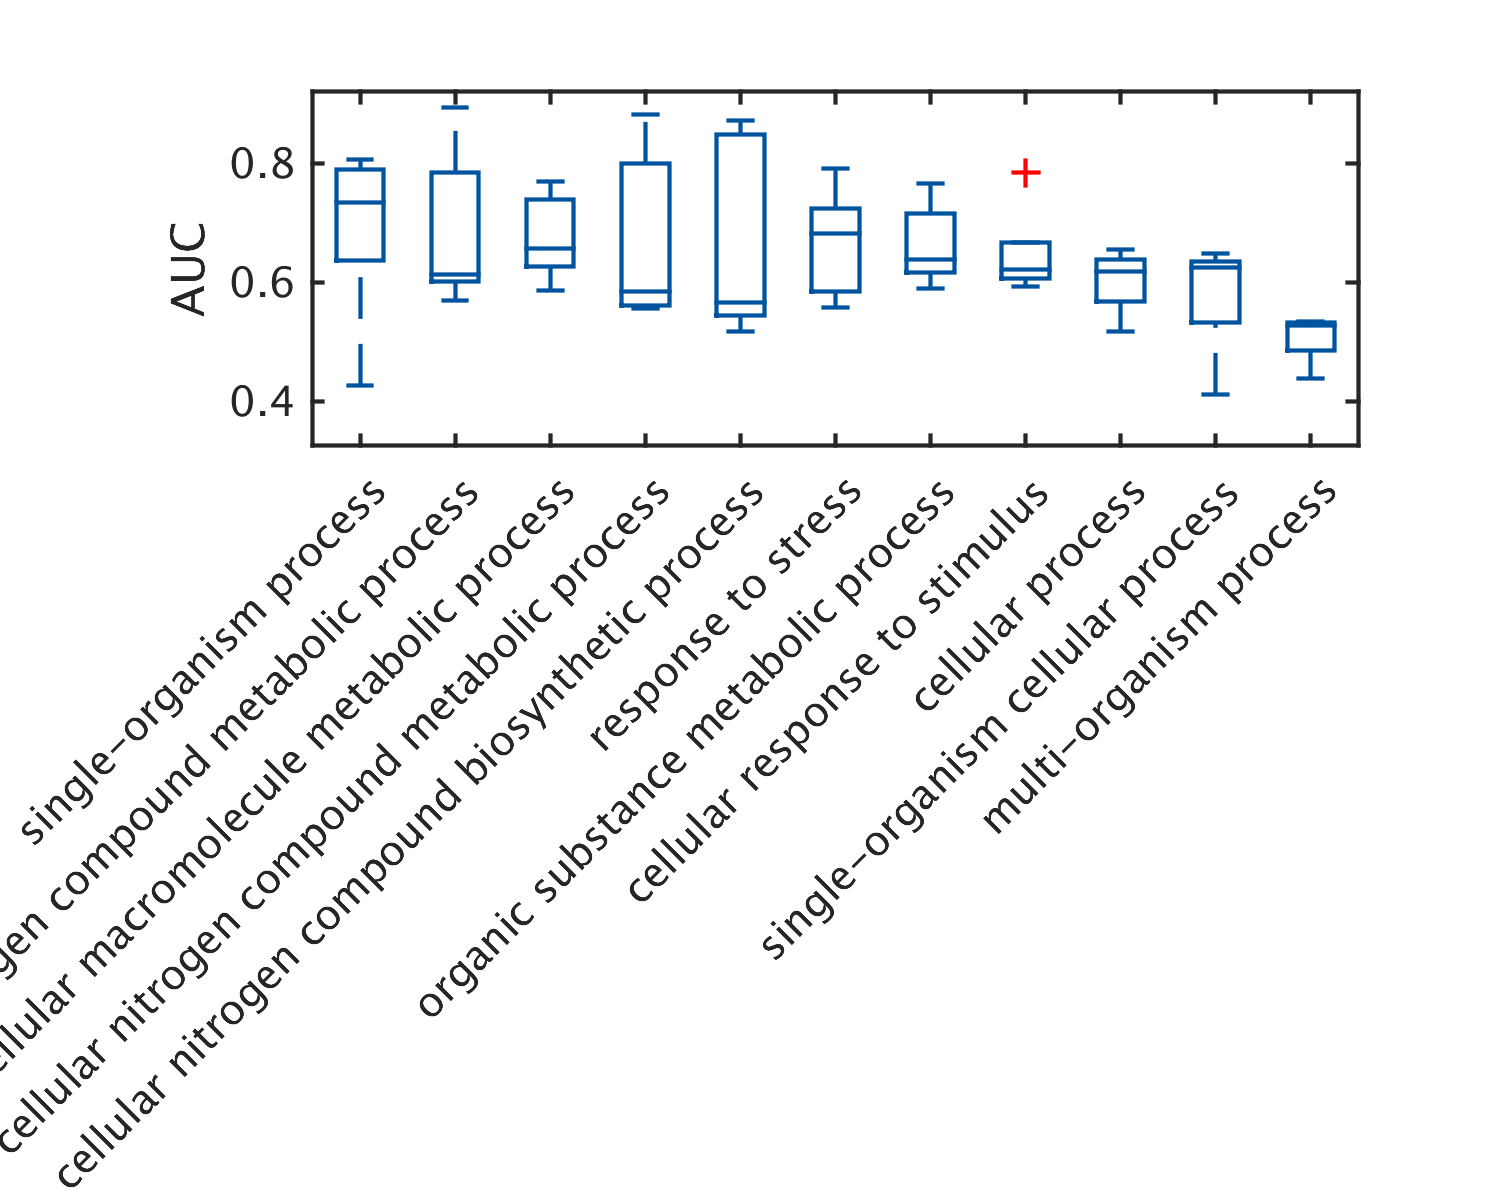 AUC
0.8
0.6
0.4
single–organism process
compound metabolic process
macromolecule metabolic process
cellular nitrogen compound metabolic process
cellular nitrogen compound biosynthetic process
response to stress
organic substance metabolic process
cellular response to stimulus
cellular process
single–organism cellular process
multi–organism process